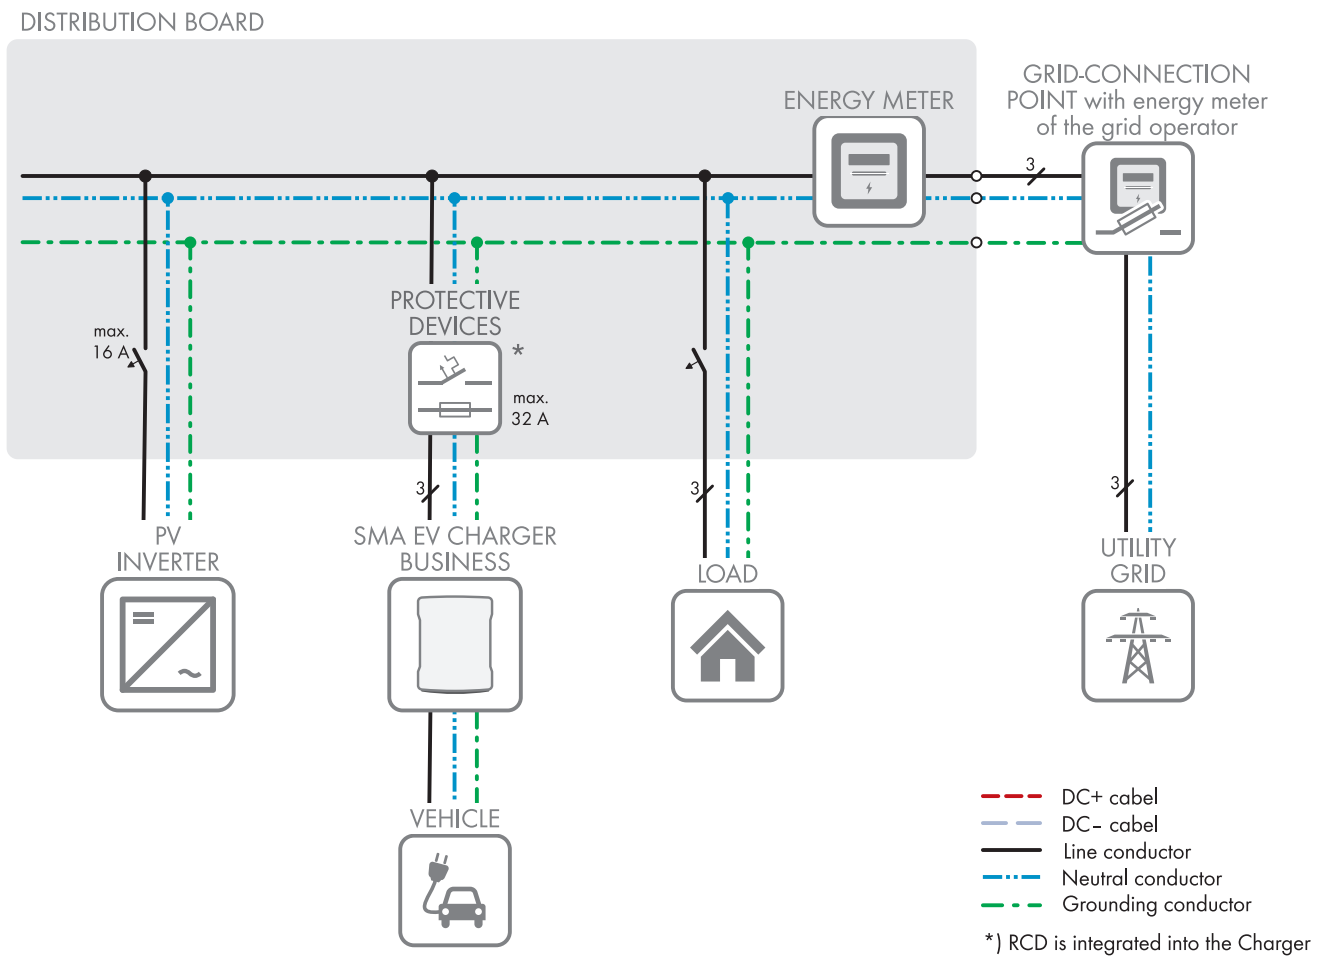 DISTRIBUTION BOARD
ENERGY METER
GRID-CONNECTION
POINT with energy meter
of the grid operator
3
max.
16 A
PROTECTIVE
DEVICES
*
max.
32 A
3
3
3
PV
INVERTER
SMA EV CHARGER
BUSINESS
LOAD
UTILITY
GRID
VEHICLE
DC+ cabel
DC- cabel
Line conductor
Neutral conductor
Grounding conductor
*) RCD is integrated into the Charger